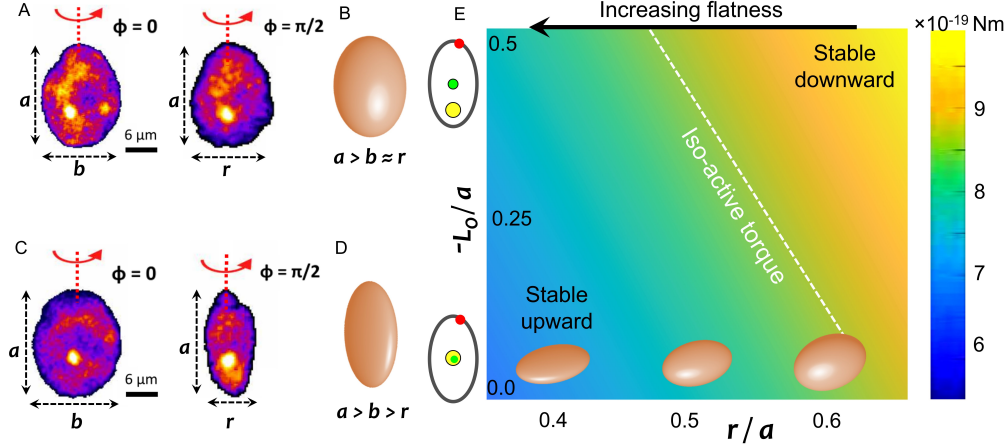 A
ϕ = 0
ϕ = π/2
a
a
6 µm
b
r
B
a > b ≈ r
C
ϕ = 0
ϕ = π/2
a
a
6 µm
b
r
D
a > b > r
E
Increasing flatness
×10⁻¹⁹ Nm
0.5
0.25
0.0
-L_O / a
Stable
downward
Iso-active torque
Stable
upward
0.4
0.5
0.6
r / a
9
8
7
6